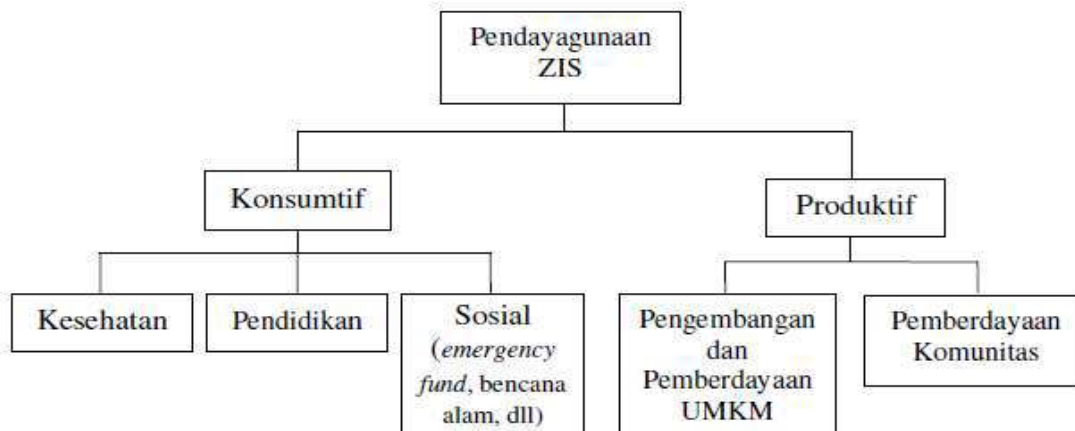 Pendayagunaan
ZIS
Konsumtif
Produktif
Kesehatan
Pendidikan
Sosial
(emergency
fund, bencana
alam, dll)
Pengembangan
dan
Pemberdayaan
UMKM
Pemberdayaan
Komunitas